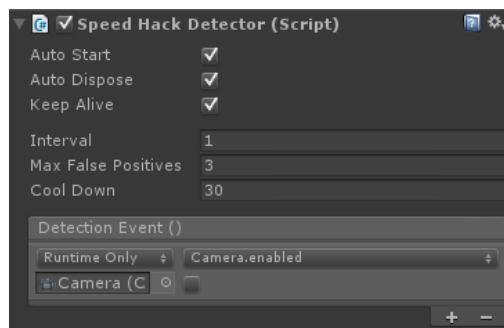 Speed Hack Detector (Script)
Auto Start
Auto Dispose
Keep Alive
Interval 1
Max False Positives 3
Cool Down 30
Detection Event ()
Runtime Only Camera.enabled
Camera (C